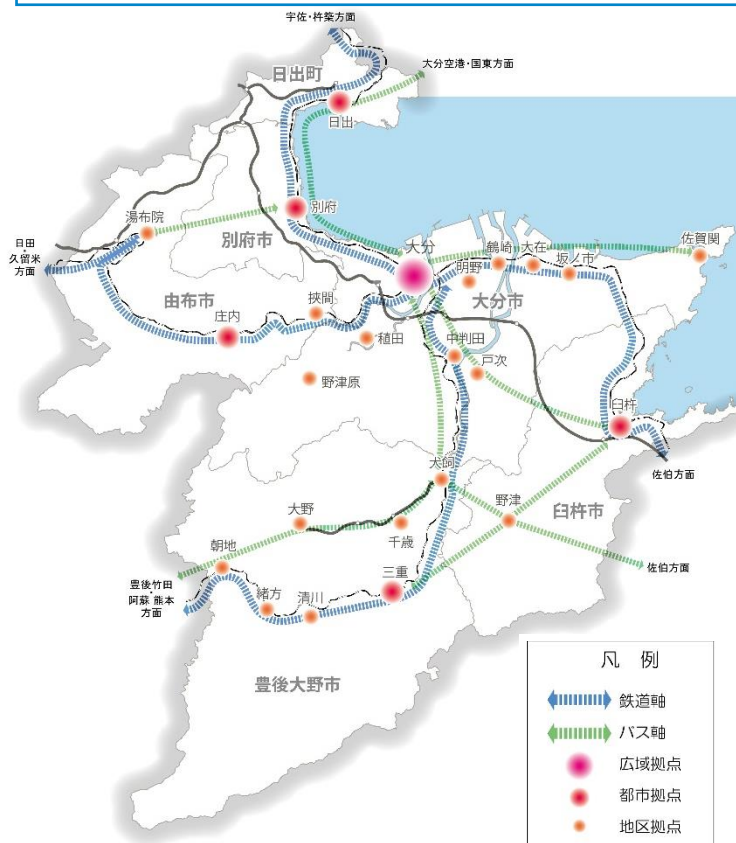 宇佐・杵築方面
大分空港・国東方面
日出町
日出
湯布院
別府
別府市
日田
久留米
方面
大分
鶴崎
大在
佐賀関
明野
坂ノ市
大分市
由布市
庄内
挾間
稙田
中判田
戸次
野津原
臼杵
佐伯方面
犬飼
大野
千歳
野津
臼杵市
朝地
佐伯方面
豊後竹田
・
阿蘇 熊本
方面
緒方
清川
三重
豊後大野市
凡 例
鉄道軸
バス軸
広域拠点
都市拠点
地区拠点